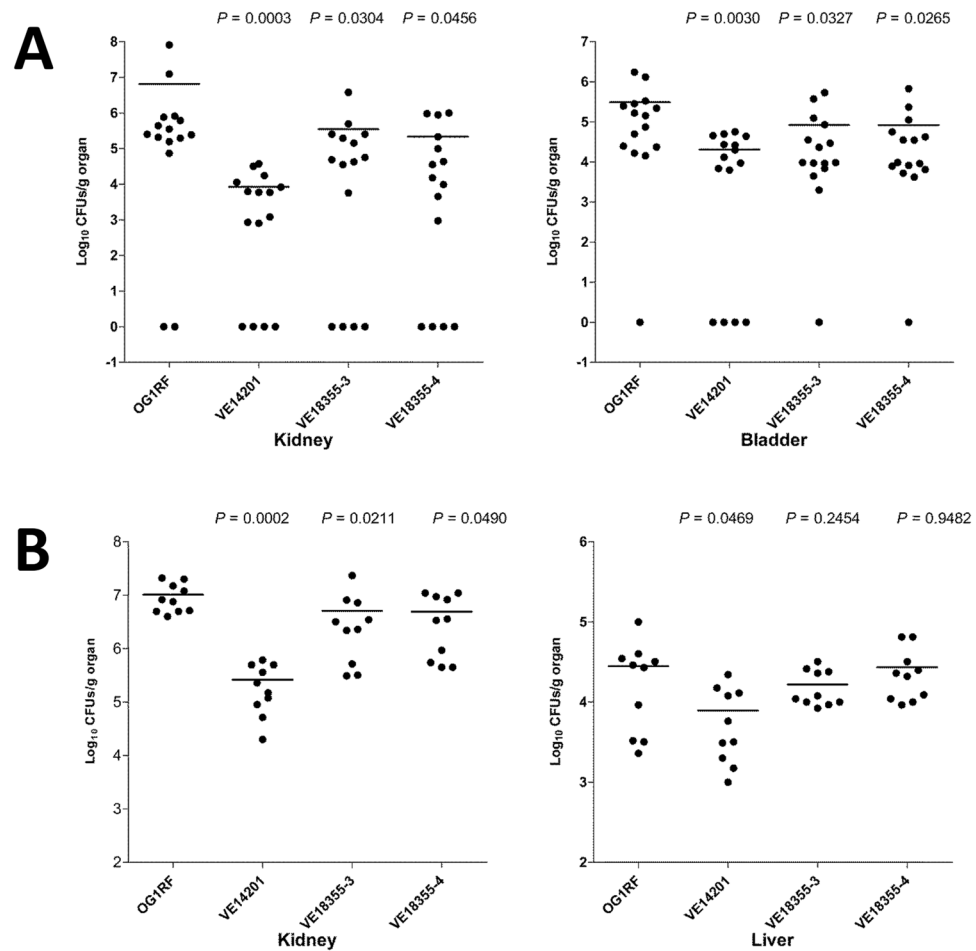 A
P = 0.0003 P = 0.0304 P = 0.0456
8
7
6
5
4
3
2
1
0
-1
Log10 CFUs/g organ
OG1RF
VE14201
VE18355-3
VE18355-4
Kidney
P = 0.0030 P = 0.0327 P = 0.0265
7
6
5
4
3
2
1
0
-1
Log10 CFUs/g organ
OG1RF
VE14201
VE18355-3
VE18355-4
Bladder
B
P = 0.0002 P = 0.0211 P = 0.0490
8
7
6
5
4
3
2
Log10 CFUs/g organ
OG1RF
VE14201
VE18355-3
VE18355-4
Kidney
P = 0.0469 P = 0.2454 P = 0.9482
6
5
4
3
2
Log10 CFUs/g organ
OG1RF
VE14201
VE18355-3
VE18355-4
Liver